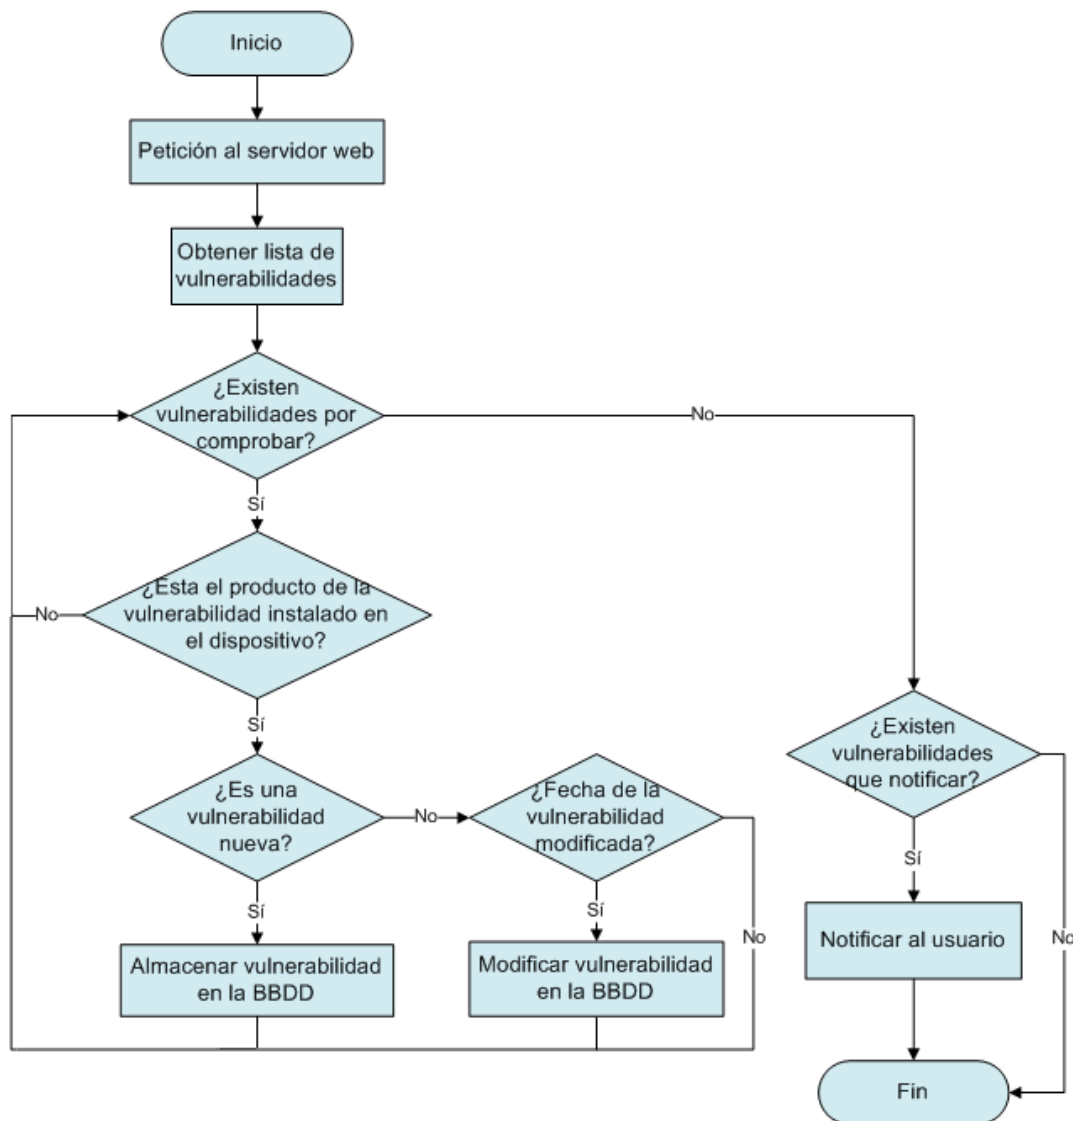 Inicio
Petición al servidor web
Obtener lista de
vulnerabilidades
¿Existen
vulnerabilidades por
comprobar?
No
Sí
¿Esta el producto de la
vulnerabilidad instalado en
el dispositivo?
No
Sí
¿Es una
vulnerabilidad
nueva?
No
¿Fecha de la
vulnerabilidad
modificada?
Sí
Sí
No
Almacenar vulnerabilidad
en la BBDD
Modificar vulnerabilidad
en la BBDD
¿Existen
vulnerabilidades
que notificar?
Sí
No
Notificar al usuario
Fin